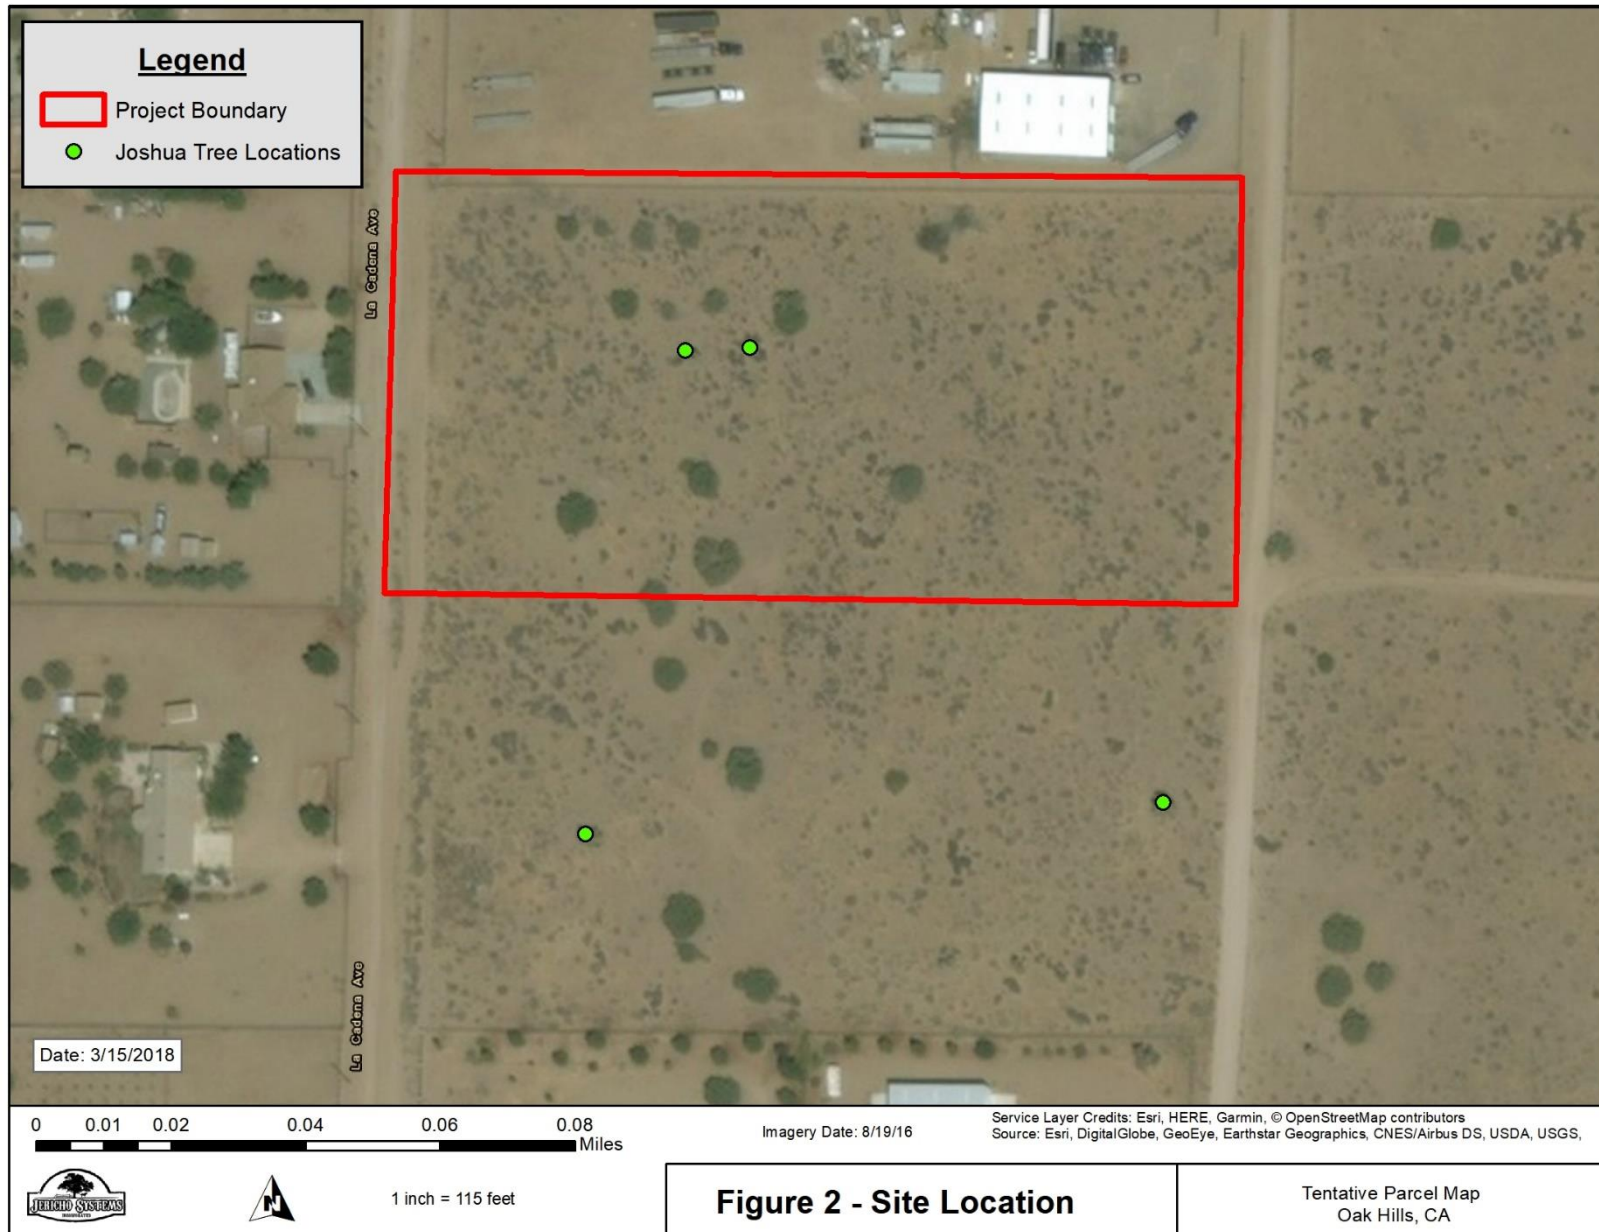 Legend
Project Boundary
Joshua Tree Locations
La Cadena Ave
La Cadena Ave
Date: 3/15/2018
0 0.01 0.02 0.04 0.06 0.08
Miles
Imagery Date: 8/19/16
Service Layer Credits: Esri, HERE, Garmin, © OpenStreetMap contributors
Source: Esri, DigitalGlobe, GeoEye, Earthstar Geographics, CNES/Airbus DS, USDA, USGS,
JERICHO SYSTEMS
INCORPORATED
N
1 inch = 115 feet
Figure 2 - Site Location
Tentative Parcel Map
Oak Hills, CA